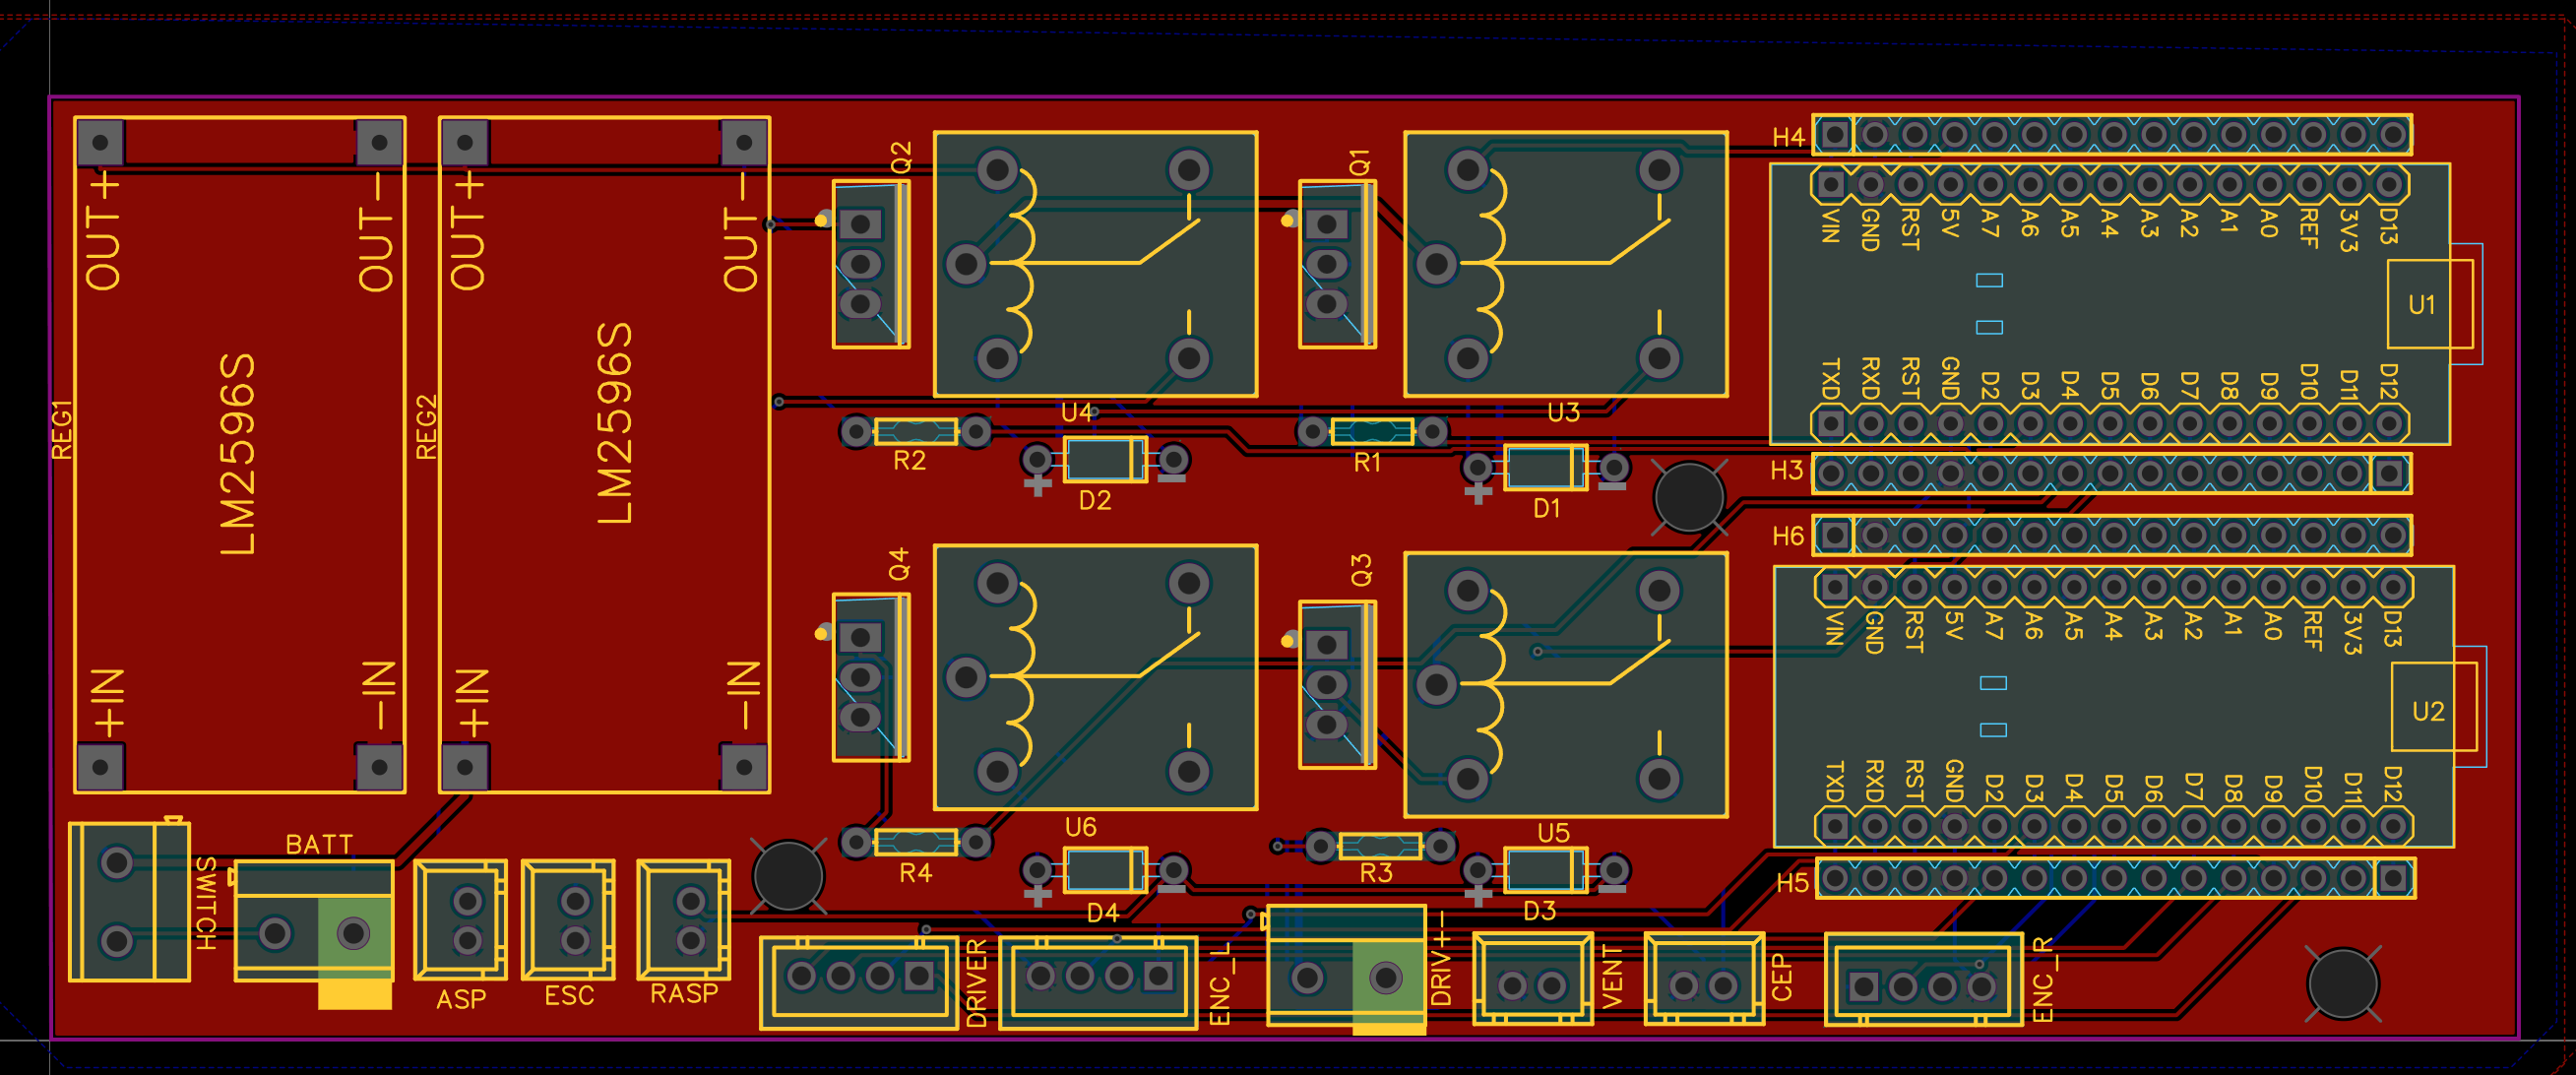 REG1
OUT+
OUT-
LM2596S
+IN
-IN
REG2
OUT+
OUT-
LM2596S
+IN
-IN
Q2
U4
Q1
U3
R2
D2
R1
D1
Q4
U6
Q3
U5
R4
D4
R3
D3
H4
VIN GND RST 5V A7 A6 A5 A4 A3 A2 A1 A0 REF 3V3 D13
U1
TXD RXD RST GND D2 D3 D4 D5 D6 D7 D8 D9 D10 D11 D12
H3
H6
VIN GND RST 5V A7 A6 A5 A4 A3 A2 A1 A0 REF 3V3 D13
U2
TXD RXD RST GND D2 D3 D4 D5 D6 D7 D8 D9 D10 D11 D12
H5
SWITCH
BATT
ASP
ESC
RASP
DRIVER
ENC_L
DRIV+-
VENT
CEP
ENC_R